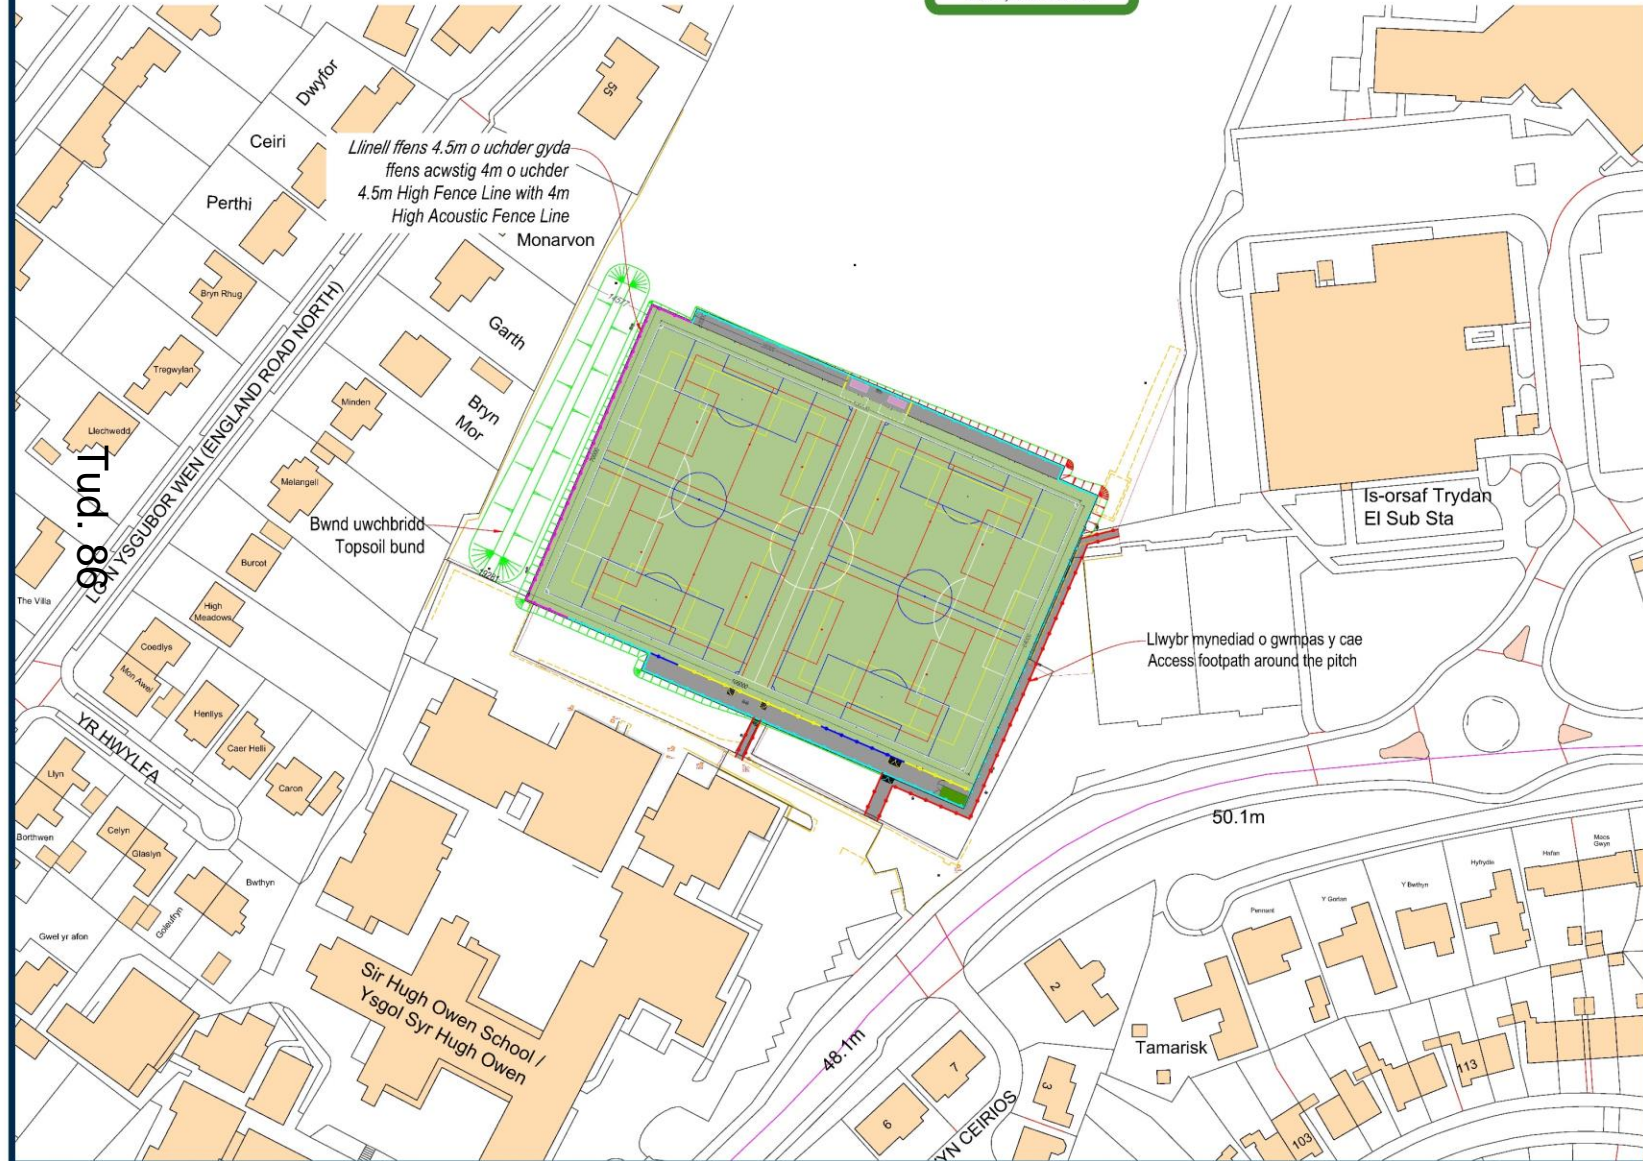 55
Dwyfor
Ceiri
Perthi
Llinell ffens 4.5m o uchder gyda
ffens acwstig 4m o uchder
4.5m High Fence Line with 4m
High Acoustic Fence Line
Monarvon
Bryn Rhug
Garth
Tregwylan
Minden
Bryn
Mor
Llechwedd
Tud. 86
LON YSGUBOR WEN (ENGLAND ROAD NORTH)
Melangell
Bwnd uwchbridd
Topsoil bund
Burcot
The Villa
High
Meadows
Coedlys
Mon Awel
Henllys
Caer Helli
YR HWYLFA
Caron
Llyn
Borthwen
Celyn
Glaslyn
Bwthyn
Goleufryn
Gwel yr afon
Is-orsaf Trydan
El Sub Sta
Llwybr mynediad o gwmpas y cae
Access footpath around the pitch
50.1m
Maes
Gwyn
Hafan
Hyfrydle
Y Bwthyn
Y Gorlan
Pennant
Sir Hugh Owen School /
Ysgol Syr Hugh Owen
48.1m
2
Tamarisk
7
3
6
113
103
YN CEIRIOS